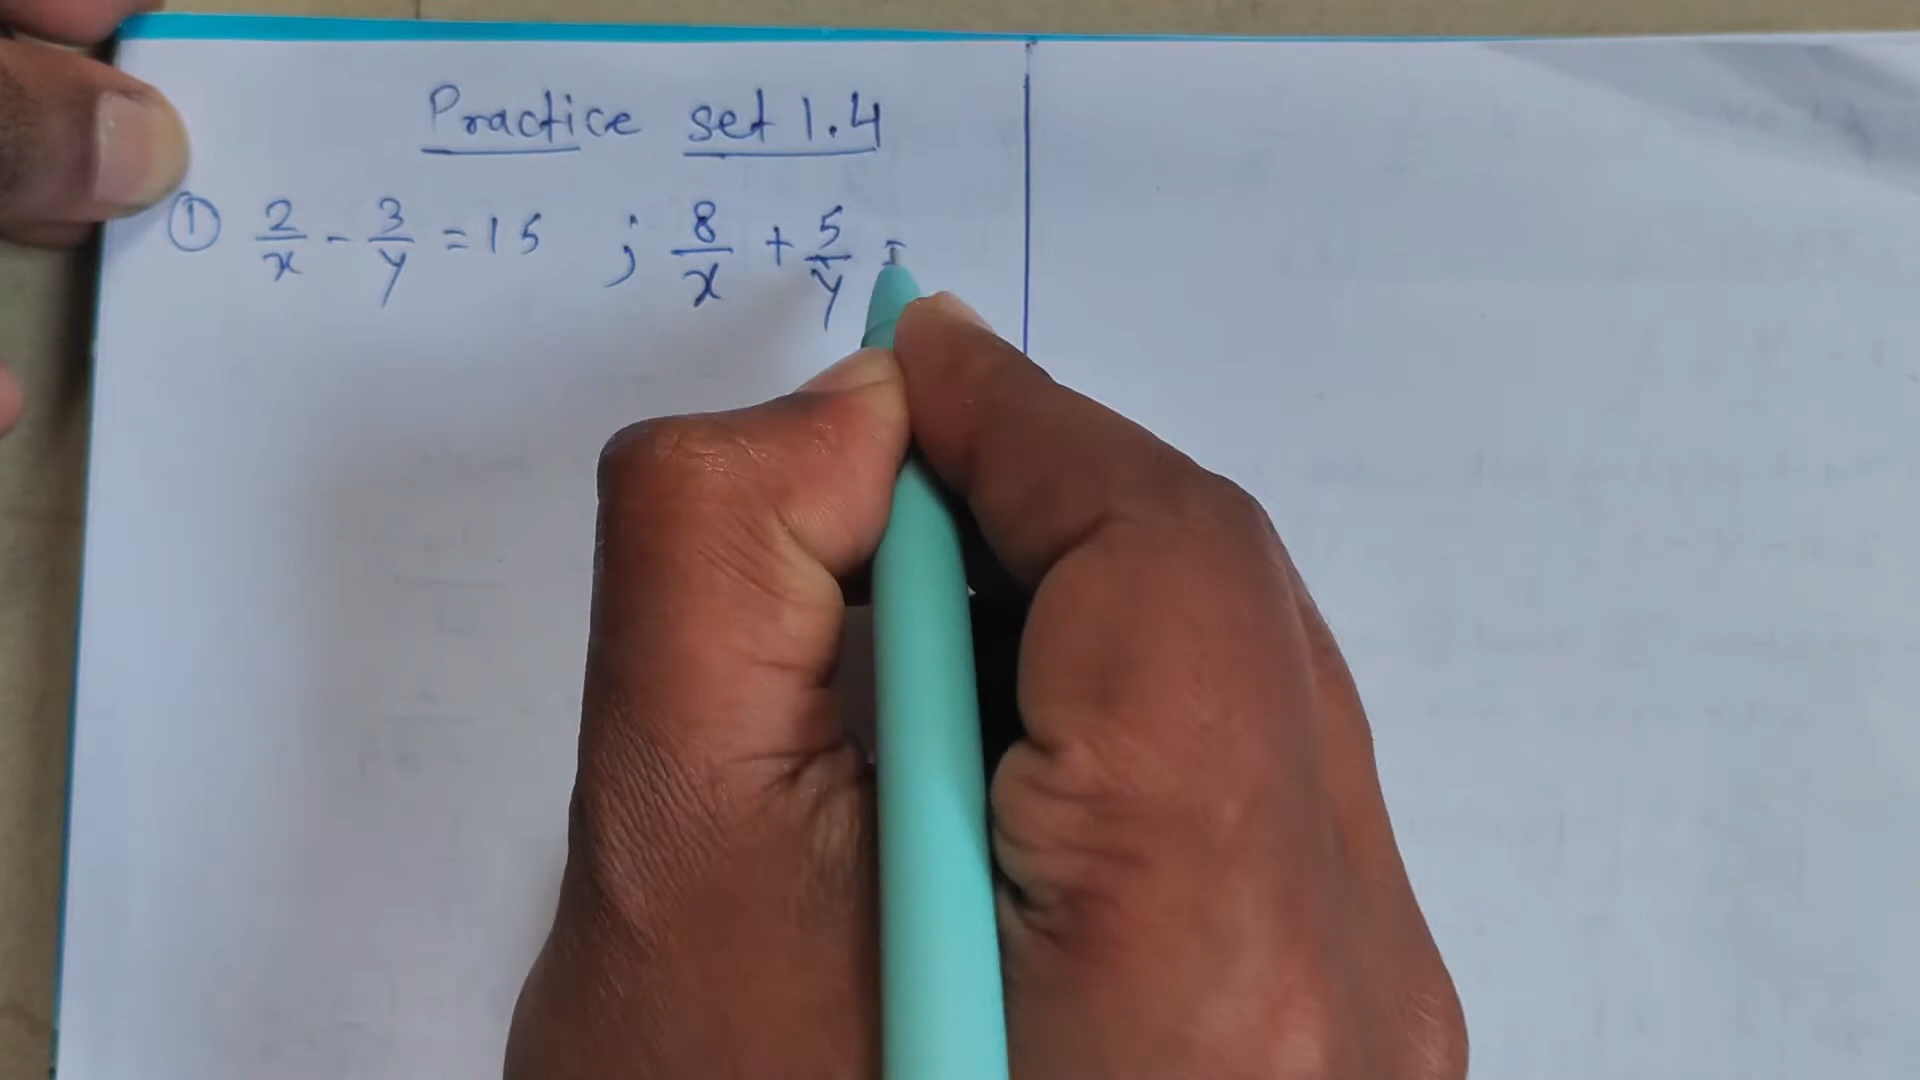 Practice set 1.4
① 2/x - 3/y = 15 ; 8/x + 5/y =